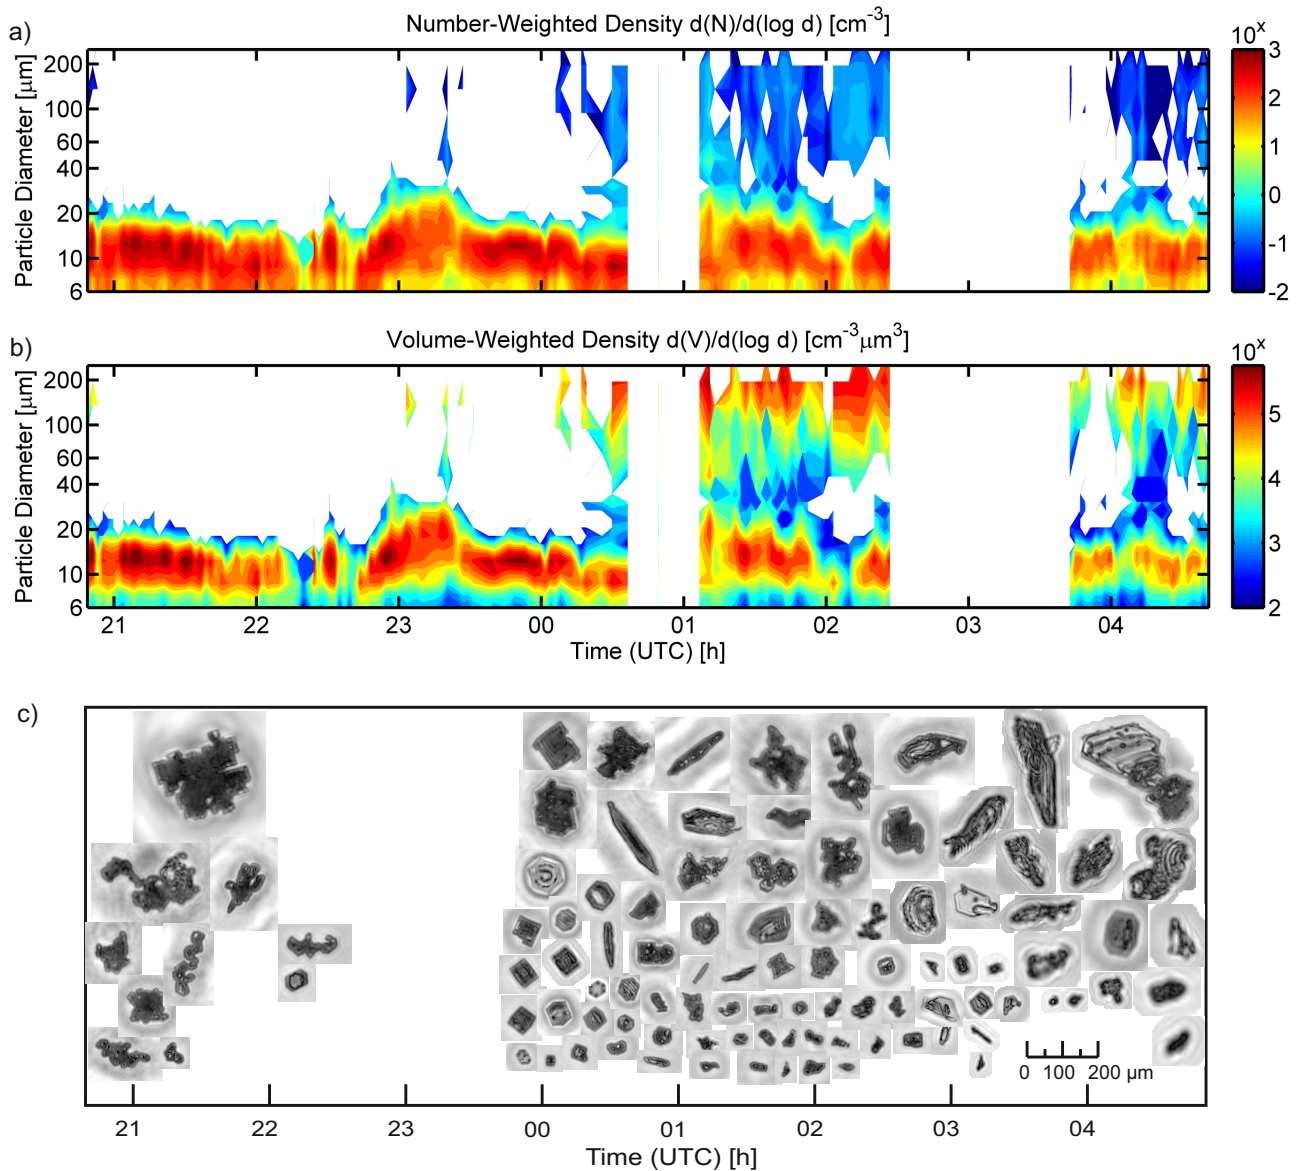 a)
Number-Weighted Density d(N)/d(log d) [cm-3]
10x
Particle Diameter [μm]
200
100
60
40
20
10
6
3
2
1
0
-1
-2
b)
Volume-Weighted Density d(V)/d(log d) [cm-3μm3]
10x
Particle Diameter [μm]
200
100
60
40
20
10
6
5
4
3
2
21 22 23 00 01 02 03 04
Time (UTC) [h]
c)
0 100 200 μm
21 22 23 00 01 02 03 04
Time (UTC) [h]